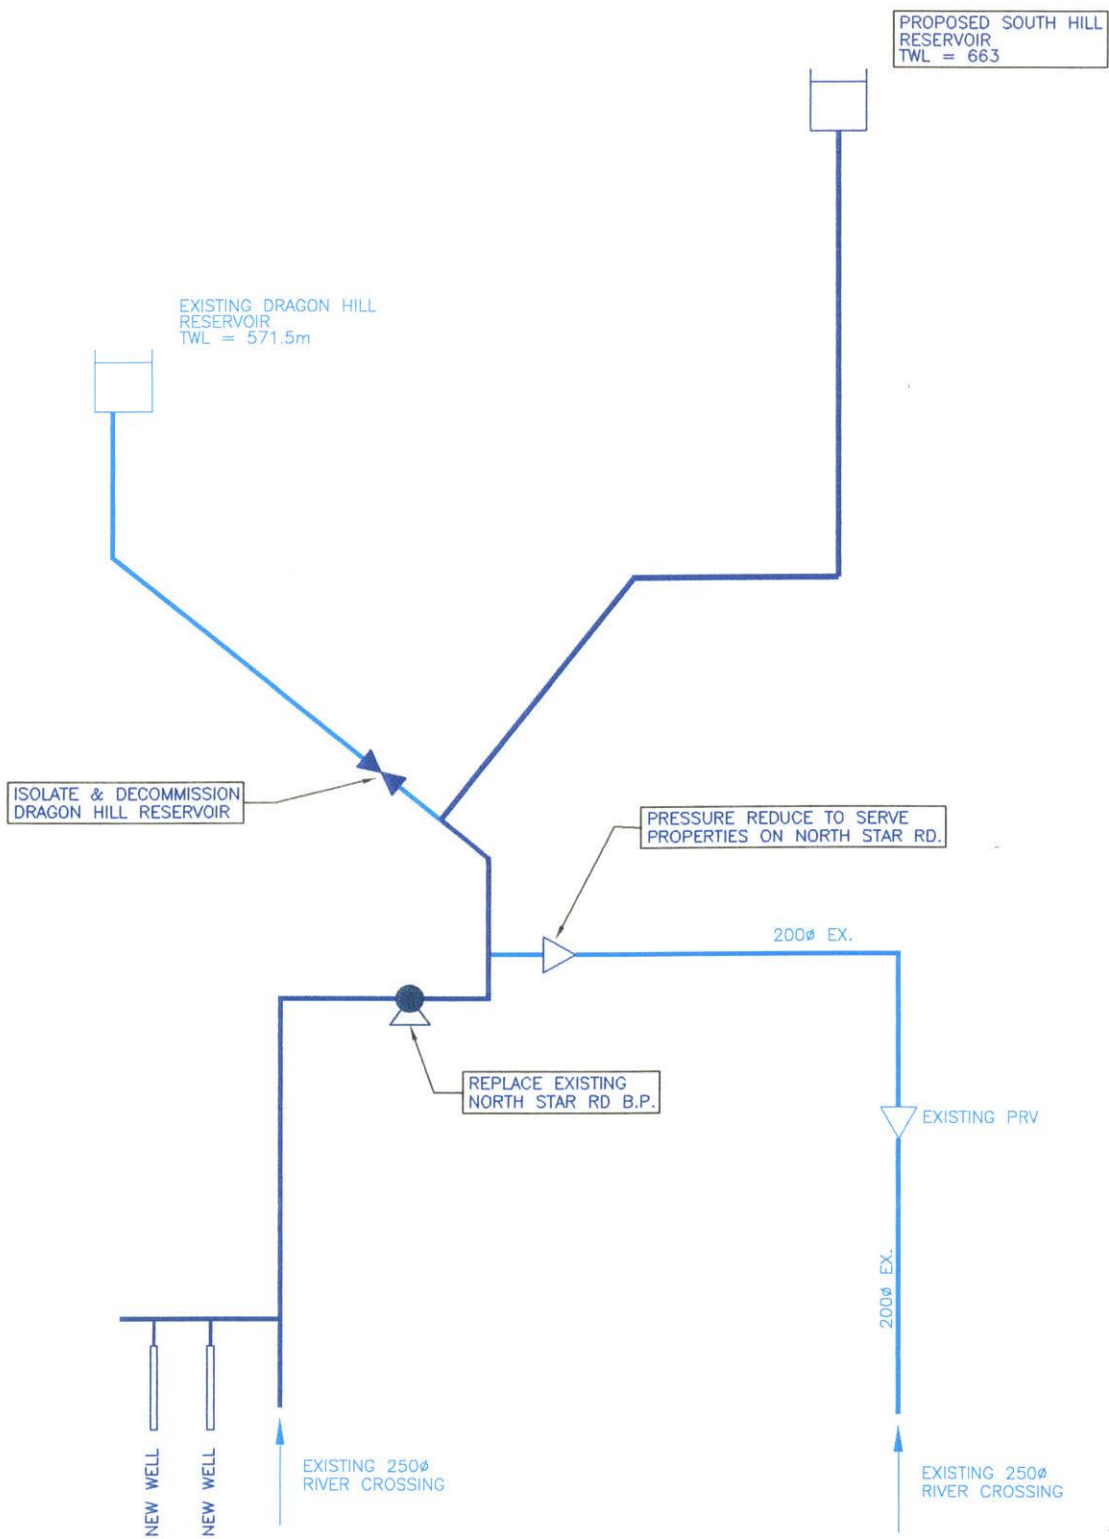 PROPOSED SOUTH HILL
RESERVOIR
TWL = 663
EXISTING DRAGON HILL
RESERVOIR
TWL = 571.5m
ISOLATE & DECOMMISSION
DRAGON HILL RESERVOIR
PRESSURE REDUCE TO SERVE
PROPERTIES ON NORTH STAR RD.
200ø EX.
REPLACE EXISTING
NORTH STAR RD B.P.
EXISTING PRV
200ø EX.
NEW WELL
NEW WELL
EXISTING 250ø
RIVER CROSSING
EXISTING 250ø
RIVER CROSSING